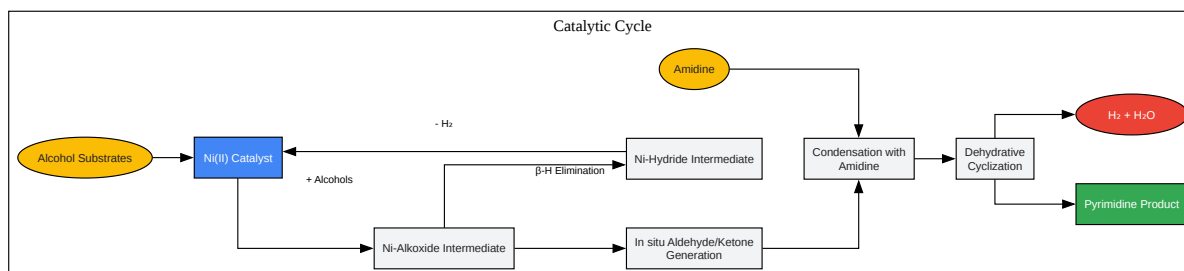 Catalytic Cycle
Amidine
H₂ + H₂O
- H₂
Alcohol Substrates
Ni(II) Catalyst
Ni-Hydride Intermediate
Condensation with
Amidine
Dehydrative
Cyclization
+ Alcohols
β-H Elimination
Pyrimidine Product
Ni-Alkoxide Intermediate
In situ Aldehyde/Ketone
Generation